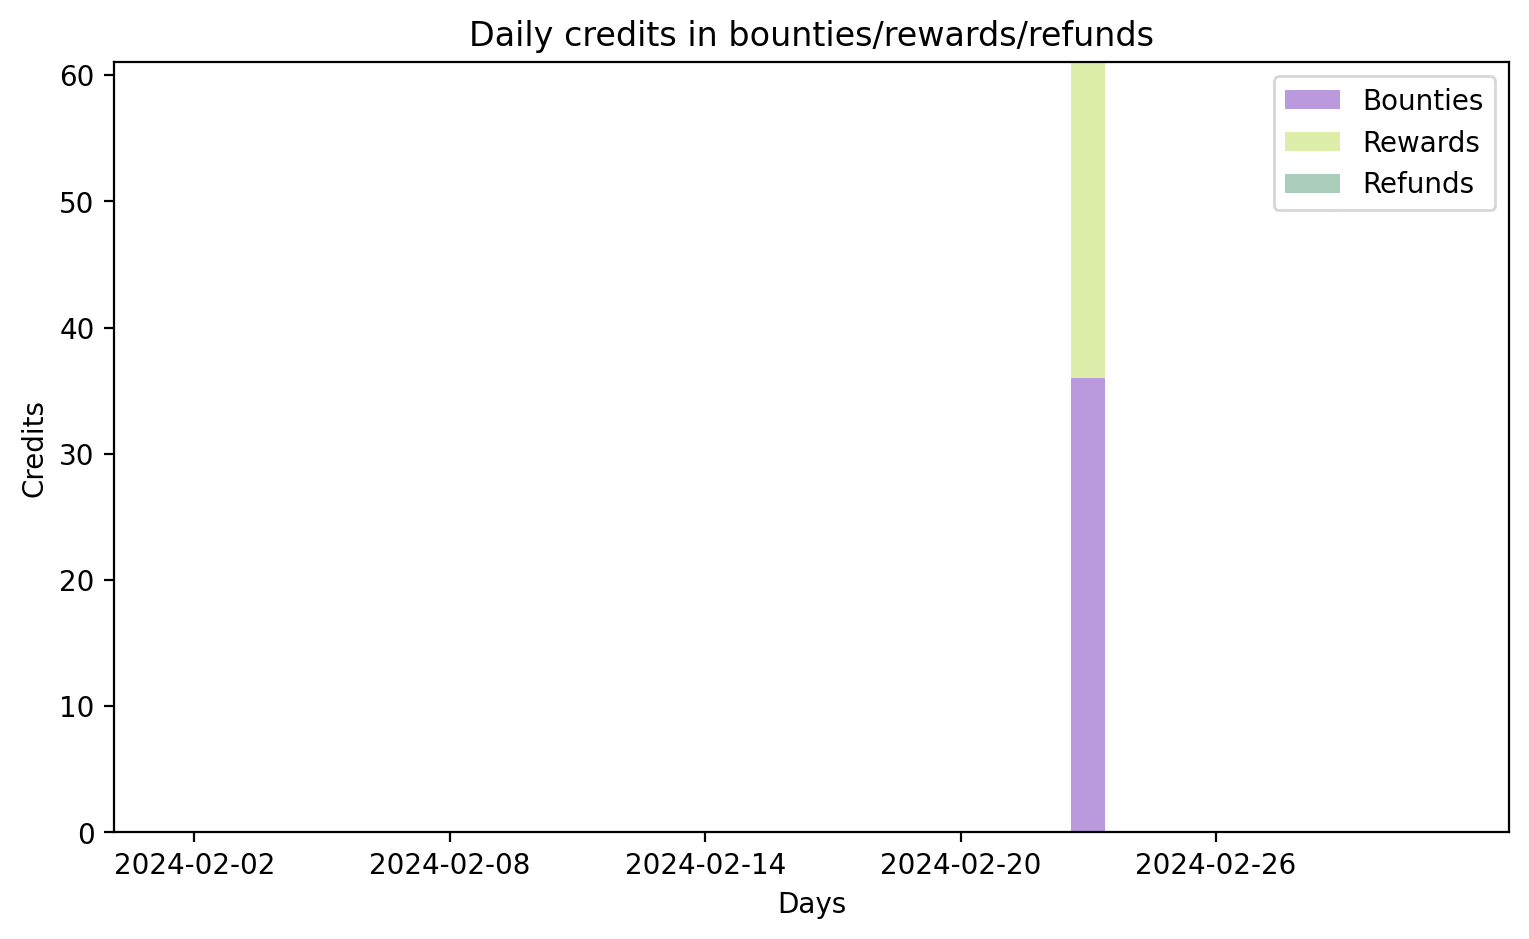 Daily credits in bounties/rewards/refunds
60
50
40
30
20
10
0
Credits
Bounties
Rewards
Refunds
2024-02-02 2024-02-08 2024-02-14 2024-02-20 2024-02-26
Days